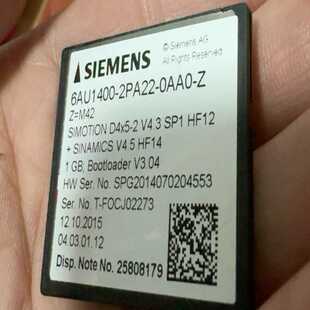 SIEMENS
© Siemens AG
All Rights Reserved.
6AU1400-2PA22-0AA0-Z
Z=M42
SIMOTION D4x5-2 V4.3 SP1 HF12
+ SINAMICS V4.5 HF14
1 GB, Bootloader V3.04
HW Ser. No. SPG2014070204553
Ser. No. T-F0CJ02273
12.10.2015
04.03.01.12
Disp. Note No. 25808179